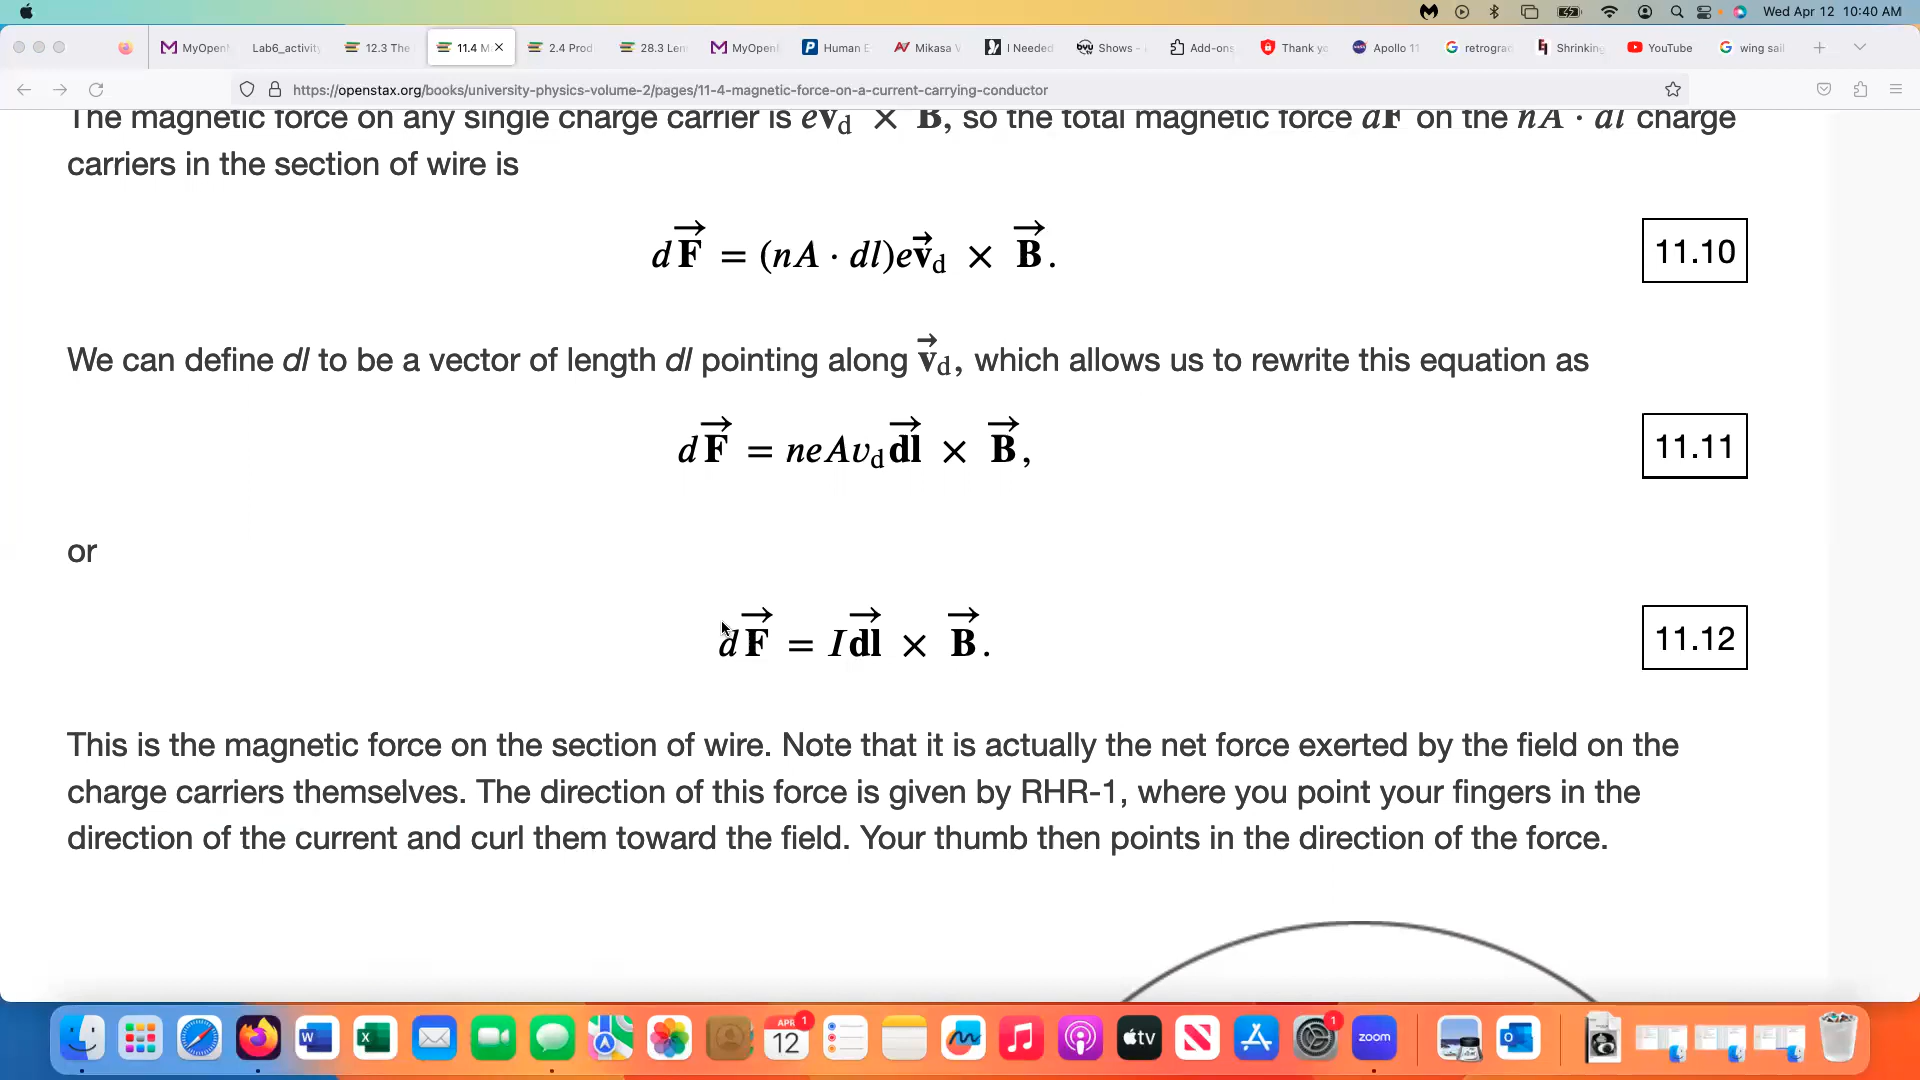 Wed Apr 12 10:40 AM
MyOpen
Lab6_activity
12.3 The
11.4 M
2.4 Prod
28.3 Len
MyOpen
Human E
Mikasa V
I Needed
Shows -
Add-ons
Thank yo
Apollo 11
retrograd
Shrinking
YouTube
wing sail
https://openstax.org/books/university-physics-volume-2/pages/11-4-magnetic-force-on-a-current-carrying-conductor
The magnetic force on any single charge carrier is ev⃗d × B⃗, so the total magnetic force dF⃗ on the nA · dl charge
carriers in the section of wire is
dF⃗ = (nA · dl)ev⃗d × B⃗.
11.10
We can define dl to be a vector of length dl pointing along v⃗d, which allows us to rewrite this equation as
dF⃗ = neAvd dl⃗ × B⃗,
11.11
or
dF⃗ = I dl⃗ × B⃗.
11.12
This is the magnetic force on the section of wire. Note that it is actually the net force exerted by the field on the
charge carriers themselves. The direction of this force is given by RHR-1, where you point your fingers in the
direction of the current and curl them toward the field. Your thumb then points in the direction of the force.
APR
12
1
tv
1
zoom